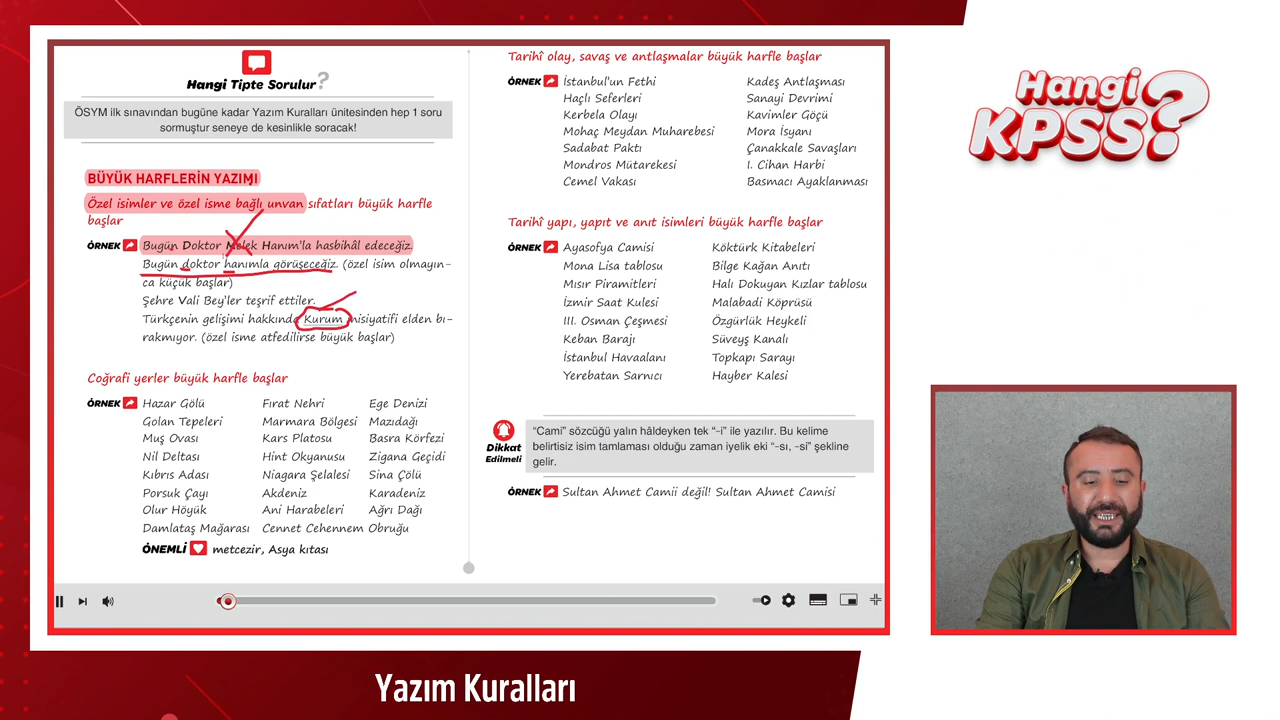 Hangi Tipte Sorulur?
ÖSYM ilk sınavından bugüne kadar Yazım Kuralları ünitesinden hep 1 soru
sormuştur seneye de kesinlikle soracak!
BÜYÜK HARFLERİN YAZIMI
Özel isimler ve özel isme bağlı unvan sıfatları büyük harfle
başlar
ÖRNEK Bugün Doktor Melek Hanım'la hasbihâl edeceğiz.
Bugün doktor hanımla görüşeceğiz. (özel isim olmayın-
ca küçük başlar)
Şehre Vali Bey'ler teşrif ettiler.
Türkçenin gelişimi hakkında Kurum inisiyatifi elden bı-
rakmıyor. (özel isme atfedilirse büyük başlar)
Coğrafi yerler büyük harfle başlar
ÖRNEK Hazar Gölü Fırat Nehri Ege Denizi
Golan Tepeleri Marmara Bölgesi Mazıdağı
Muş Ovası Kars Platosu Basra Körfezi
Nil Deltası Hint Okyanusu Zigana Geçidi
Kıbrıs Adası Niagara Şelalesi Sina Çölü
Porsuk Çayı Akdeniz Karadeniz
Olur Höyük Ani Harabeleri Ağrı Dağı
Damlataş Mağarası Cennet Cehennem Obruğu
ÖNEMLİ metcezir, Asya kıtası
Tarihî olay, savaş ve antlaşmalar büyük harfle başlar
ÖRNEK İstanbul'un Fethi Kadeş Antlaşması
Haçlı Seferleri Sanayi Devrimi
Kerbela Olayı Kavimler Göçü
Mohaç Meydan Muharebesi Mora İsyanı
Sadabat Paktı Çanakkale Savaşları
Mondros Mütarekesi I. Cihan Harbi
Cemel Vakası Basmacı Ayaklanması
Tarihî yapı, yapıt ve anıt isimleri büyük harfle başlar
ÖRNEK Ayasofya Camisi Köktürk Kitabeleri
Mona Lisa tablosu Bilge Kağan Anıtı
Mısır Piramitleri Halı Dokuyan Kızlar tablosu
İzmir Saat Kulesi Malabadi Köprüsü
III. Osman Çeşmesi Özgürlük Heykeli
Keban Barajı Süveyş Kanalı
İstanbul Havaalanı Topkapı Sarayı
Yerebatan Sarnıcı Hayber Kalesi
Dikkat
Edilmeli
"Cami" sözcüğü yalın hâldeyken tek "-i" ile yazılır. Bu kelime
belirtisiz isim tamlaması olduğu zaman iyelik eki "-sı, -si" şekline
gelir.
ÖRNEK Sultan Ahmet Camii değil! Sultan Ahmet Camisi
Hangi
KPSS?
Yazım Kuralları